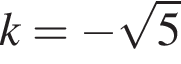 k = −√5